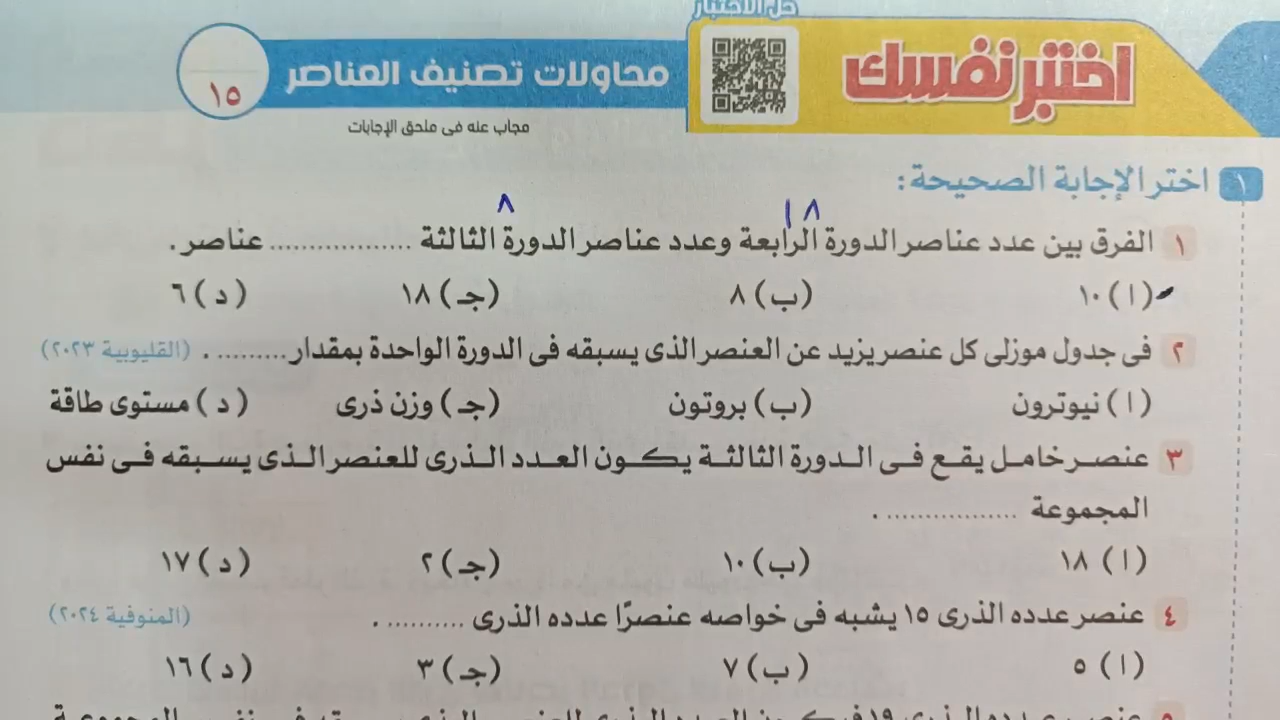 حل الاختبار
اختبر نفسك
محاولات تصنيف العناصر
١٥
مجاب عنه فى ملحق الإجابات
١ اختر الإجابة الصحيحة:
١٨ ٨
١ الفرق بين عدد عناصر الدورة الرابعة وعدد عناصر الدورة الثالثة ................. عناصر.
(ا) ١٠ (ب) ٨ (جـ) ١٨ (د) ٦
٢ فى جدول موزلى كل عنصر يزيد عن العنصر الذى يسبقه فى الدورة الواحدة بمقدار.......... . (القليوبية ٢٠٢٣)
(ا) نيوترون (ب) بروتون (جـ) وزن ذرى (د) مستوى طاقة
٣ عنصر خامل يقع فى الدورة الثالثة يكون العدد الذرى للعنصر الذى يسبقه فى نفس
المجموعة ................. .
(ا) ١٨ (ب) ١٠ (جـ) ٢ (د) ١٧
٤ عنصر عدده الذرى ١٥ يشبه فى خواصه عنصرًا عدده الذرى .......... . (المنوفية ٢٠٢٤)
(ا) ٥ (ب) ٧ (جـ) ٣ (د) ١٦